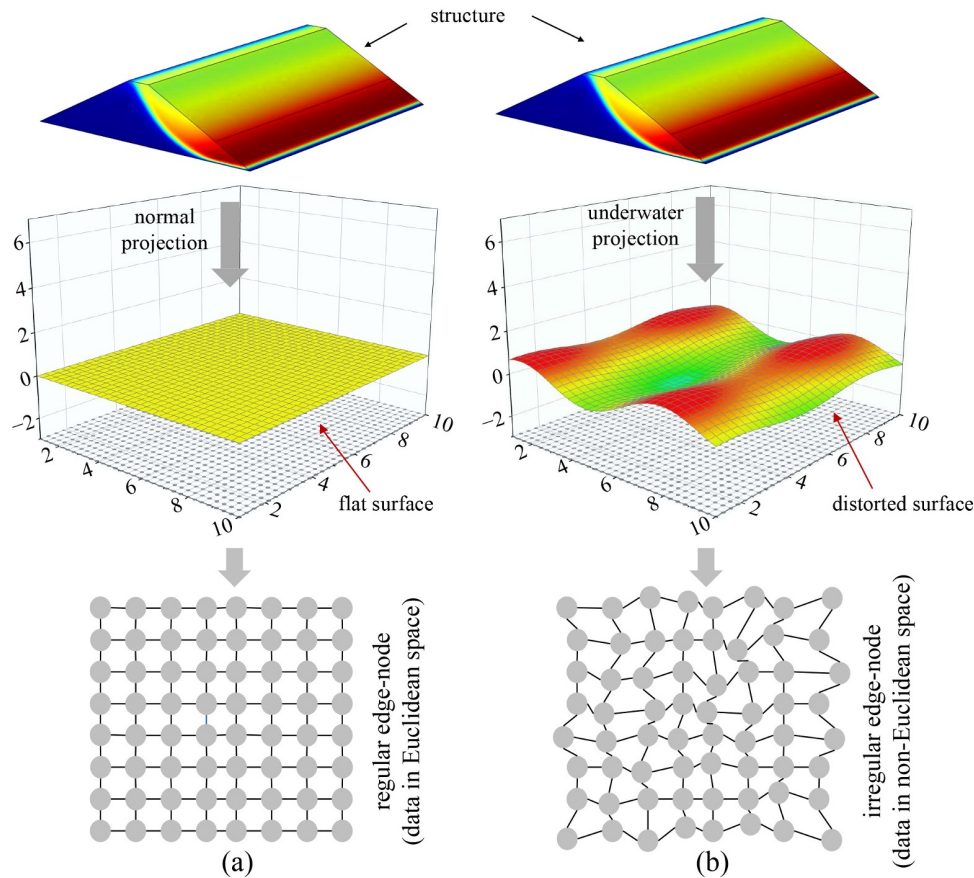 structure
normal
projection
underwater
projection
6
4
2
0
−2
2
4
6
8
10
2
4
6
8
10
flat surface
6
4
2
0
−2
2
4
6
8
10
2
4
6
8
10
distorted surface
regular edge-node
(data in Euclidean space)
irregular edge-node
(data in non-Euclidean space)
(a)
(b)